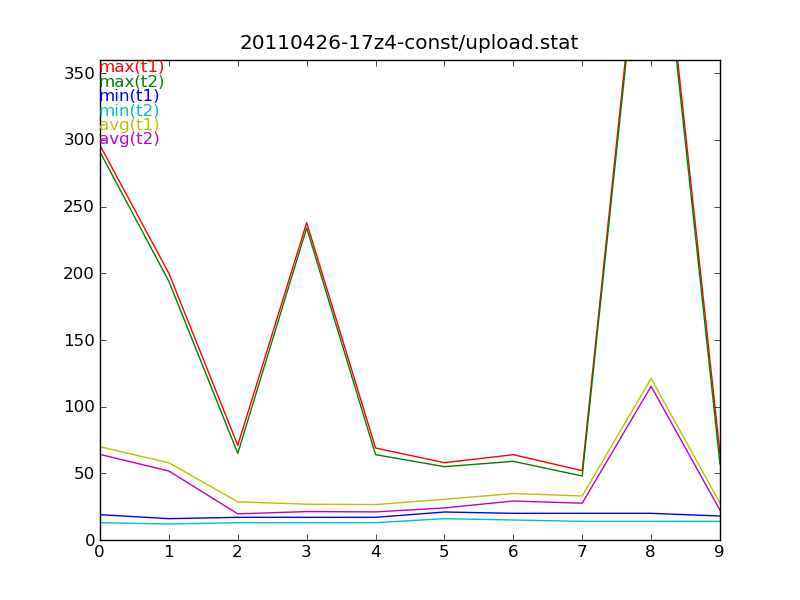 20110426-17z4-const/upload.stat
max(t1)
max(t2)
min(t1)
min(t2)
avg(t1)
avg(t2)
350
300
250
200
150
100
50
0
0 1 2 3 4 5 6 7 8 9